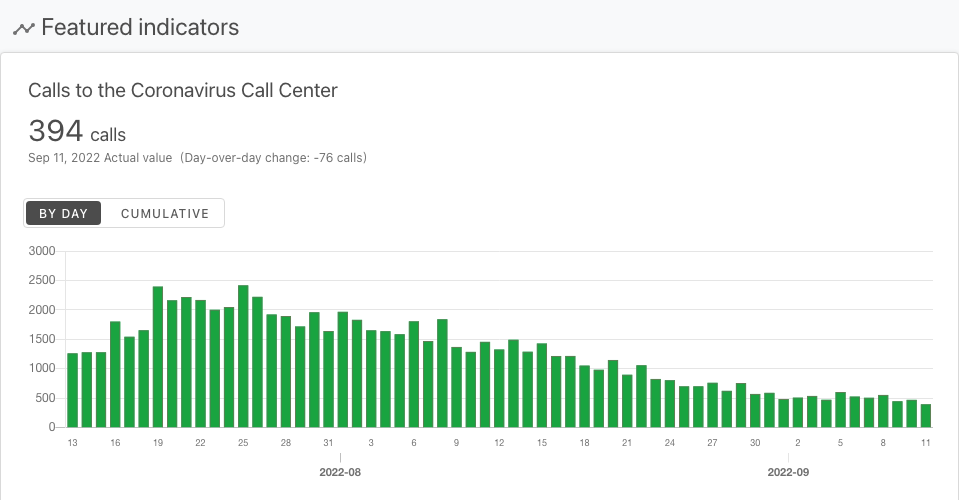 Featured indicators
Calls to the Coronavirus Call Center
394 calls
Sep 11, 2022 Actual value (Day-over-day change: -76 calls)
BY DAY CUMULATIVE
3000
2500
2000
1500
1000
500
0
13 16 19 22 25 28 31 3 6 9 12 15 18 21 24 27 30 2 5 8 11
2022-08 2022-09